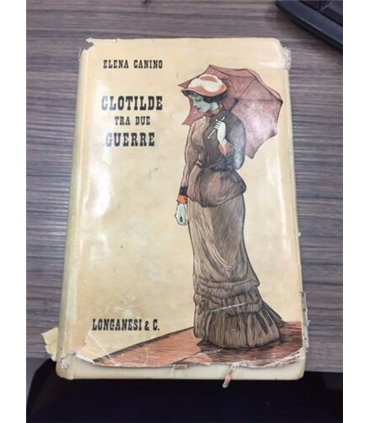 ELENA CANINO
CLOTILDE
TRA DUE
GUERRE
LONGANESI & C.